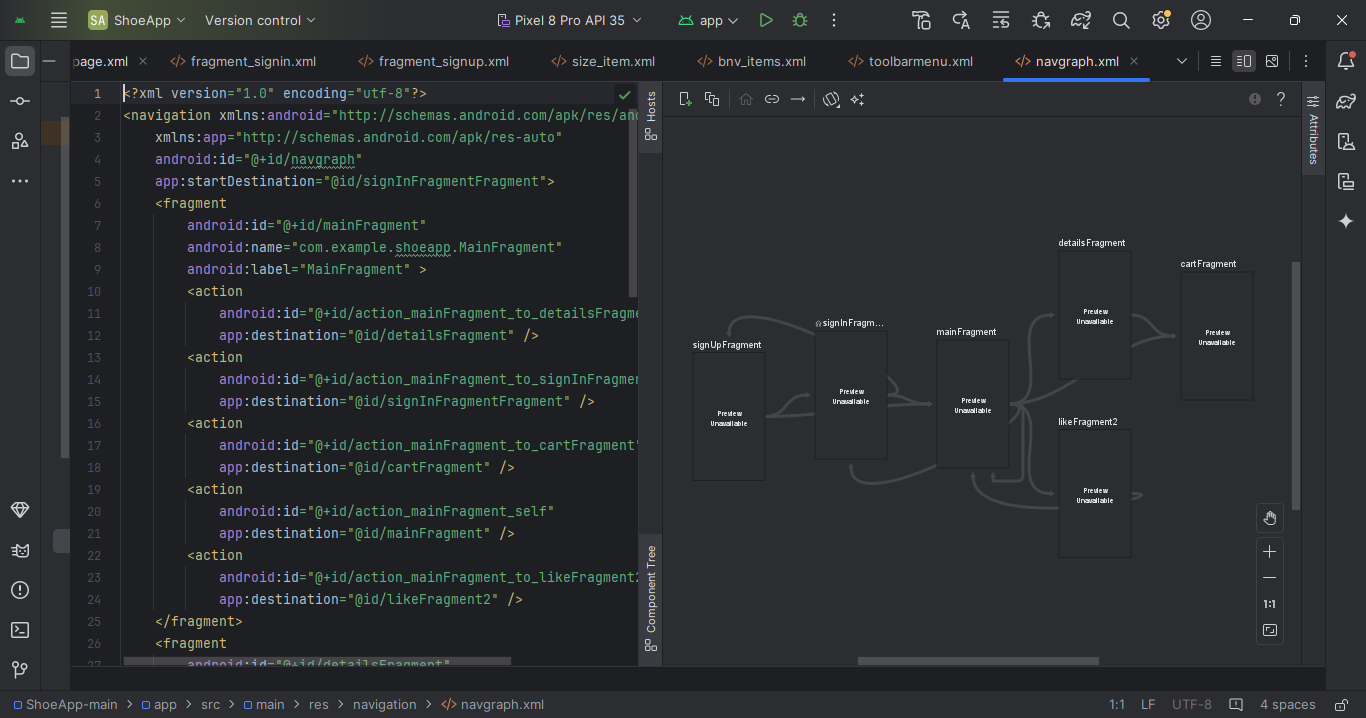 SA ShoeApp Version control Pixel 8 Pro API 35 app
page.xml fragment_signin.xml fragment_signup.xml size_item.xml bnv_items.xml toolbarmenu.xml navgraph.xml
1 <?xml version="1.0" encoding="utf-8"?>
2 <navigation xmlns:android="http://schemas.android.com/apk/res/and
3 xmlns:app="http://schemas.android.com/apk/res-auto"
4 android:id="@+id/navgraph"
5 app:startDestination="@id/signInFragmentFragment">
6 <fragment
7 android:id="@+id/mainFragment"
8 android:name="com.example.shoeapp.MainFragment"
9 android:label="MainFragment" >
10 <action
11 android:id="@+id/action_mainFragment_to_detailsFragme
12 app:destination="@id/detailsFragment" />
13 <action
14 android:id="@+id/action_mainFragment_to_signInFragmen
15 app:destination="@id/signInFragmentFragment" />
16 <action
17 android:id="@+id/action_mainFragment_to_cartFragment"
18 app:destination="@id/cartFragment" />
19 <action
20 android:id="@+id/action_mainFragment_self"
21 app:destination="@id/mainFragment" />
22 <action
23 android:id="@+id/action_mainFragment_to_likeFragment2
24 app:destination="@id/likeFragment2" />
25 </fragment>
26 <fragment
27 android:id="@+id/detailsFragment"
Hosts
Component Tree
?
Attributes
detailsFragment
Preview
Unavailable
cartFragment
Preview
Unavailable
signInFragm...
Preview
Unavailable
mainFragment
Preview
Unavailable
signUpFragment
Preview
Unavailable
likeFragment2
Preview
Unavailable
1:1
ShoeApp-main > app > src > main > res > navigation > navgraph.xml 1:1 LF UTF-8 4 spaces